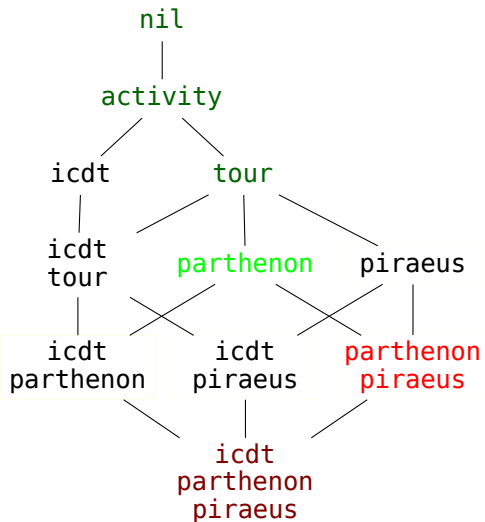 nil
activity
icdt
tour
icdt
tour
parthenon
piraeus
icdt
parthenon
icdt
piraeus
parthenon
piraeus
icdt
parthenon
piraeus